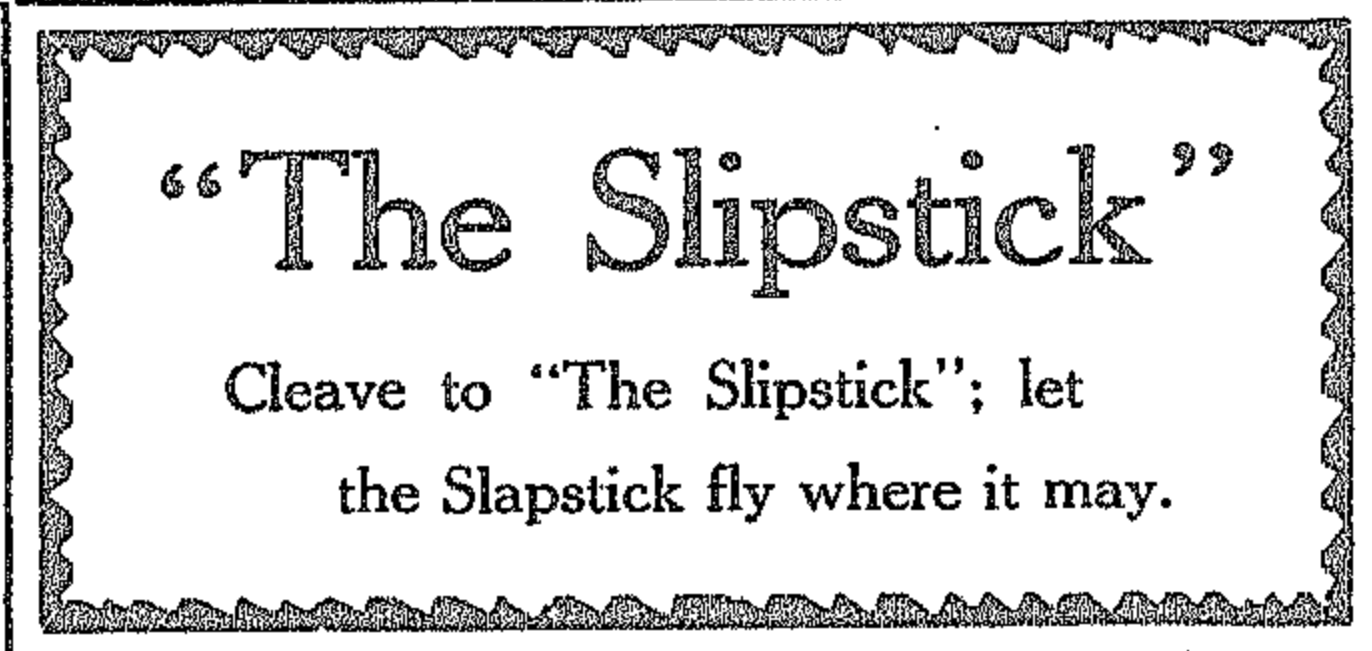 “The Slipstick”
Cleave to “The Slipstick”; let
the Slapstick fly where it may.